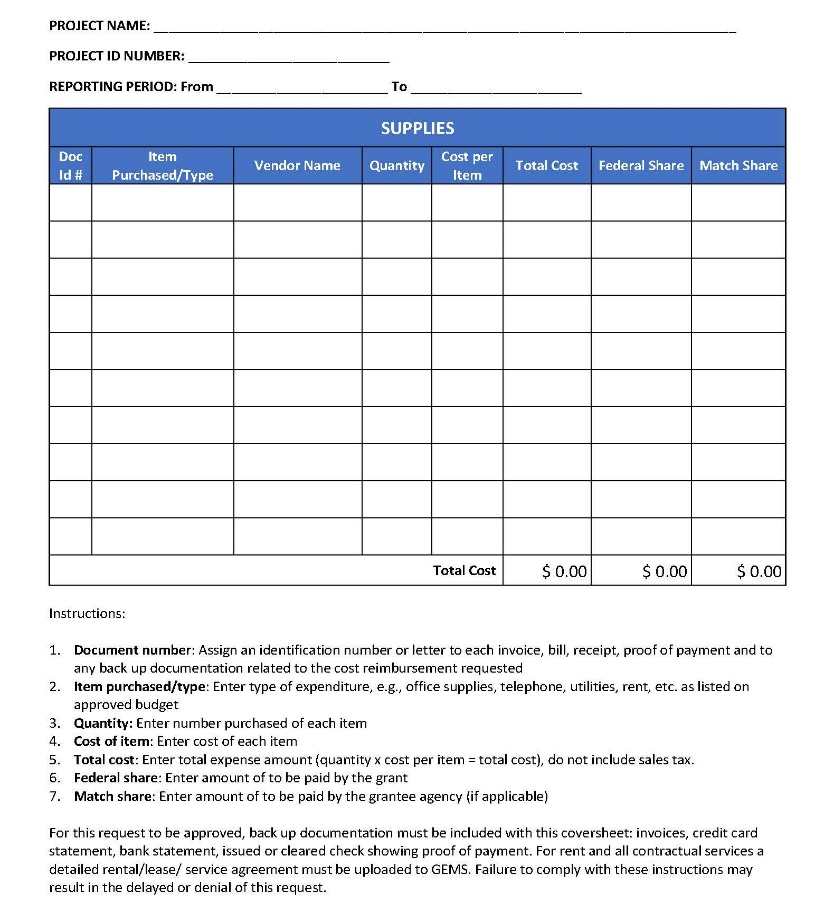 PROJECT NAME:
PROJECT ID NUMBER:
REPORTING PERIOD: From To
SUPPLIES
Doc Id # Item Purchased/Type Vendor Name Quantity Cost per Item Total Cost Federal Share Match Share
Total Cost $ 0.00 $ 0.00 $ 0.00
Instructions:
1. Document number: Assign an identification number or letter to each invoice, bill, receipt, proof of payment and to
any back up documentation related to the cost reimbursement requested
2. Item purchased/type: Enter type of expenditure, e.g., office supplies, telephone, utilities, rent, etc. as listed on
approved budget
3. Quantity: Enter number purchased of each item
4. Cost of item: Enter cost of each item
5. Total cost: Enter total expense amount (quantity x cost per item = total cost), do not include sales tax.
6. Federal share: Enter amount of to be paid by the grant
7. Match share: Enter amount of to be paid by the grantee agency (if applicable)
For this request to be approved, back up documentation must be included with this coversheet: invoices, credit card
statement, bank statement, issued or cleared check showing proof of payment. For rent and all contractual services a
detailed rental/lease/ service agreement must be uploaded to GEMS. Failure to comply with these instructions may
result in the delayed or denial of this request.